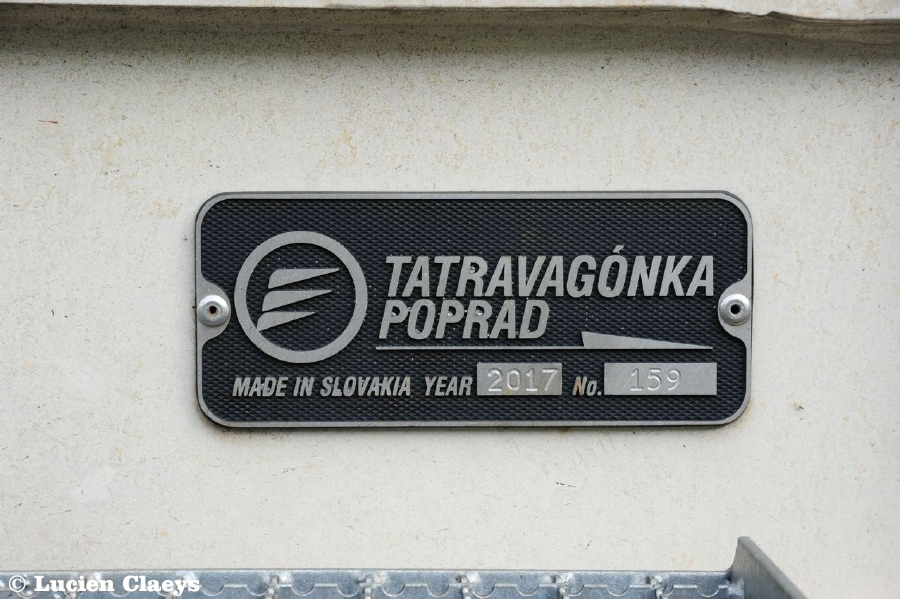 TATRAVAGÓNKA
POPRAD
MADE IN SLOVAKIA YEAR 2017 No. 159
© Lucien Claeys